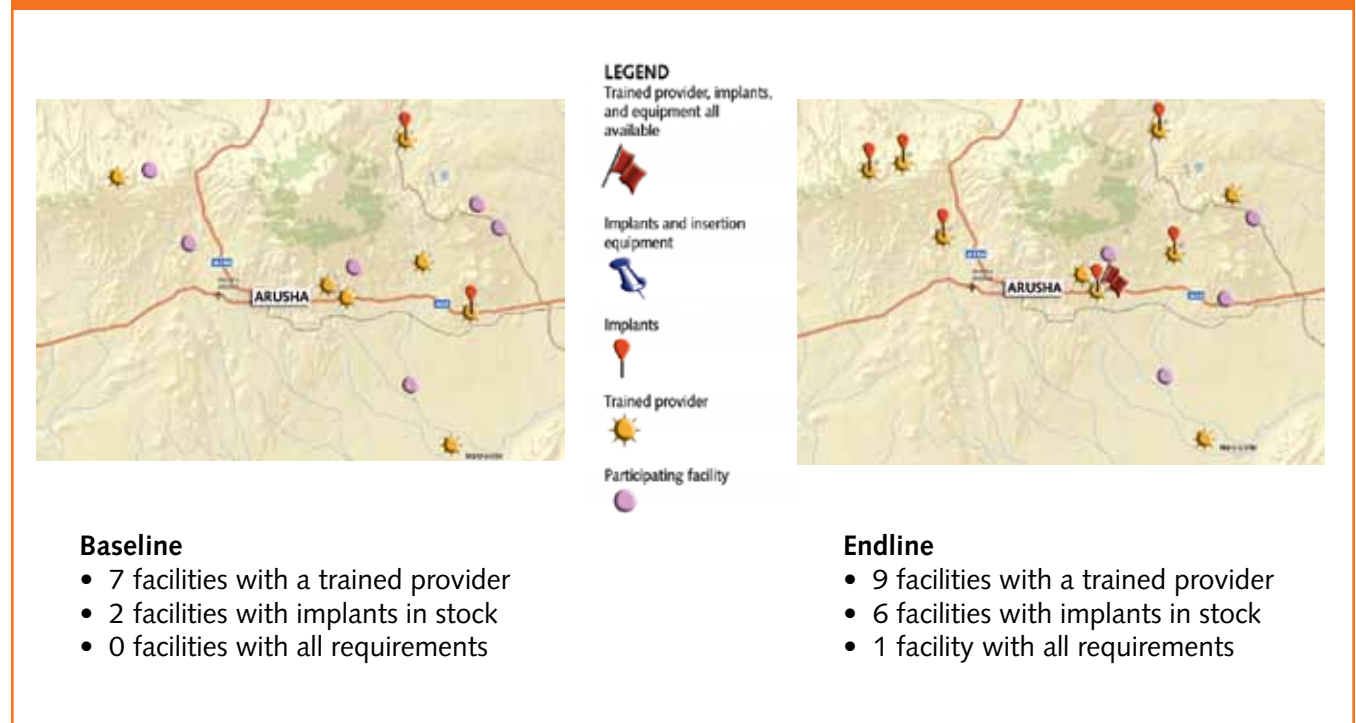 LEGEND
Trained provider, implants,
and equipment all
available
Implants and insertion
equipment
Implants
Trained provider
Participating facility
ARUSHA
ARUSHA
Baseline
• 7 facilities with a trained provider
• 2 facilities with implants in stock
• 0 facilities with all requirements
Endline
• 9 facilities with a trained provider
• 6 facilities with implants in stock
• 1 facility with all requirements